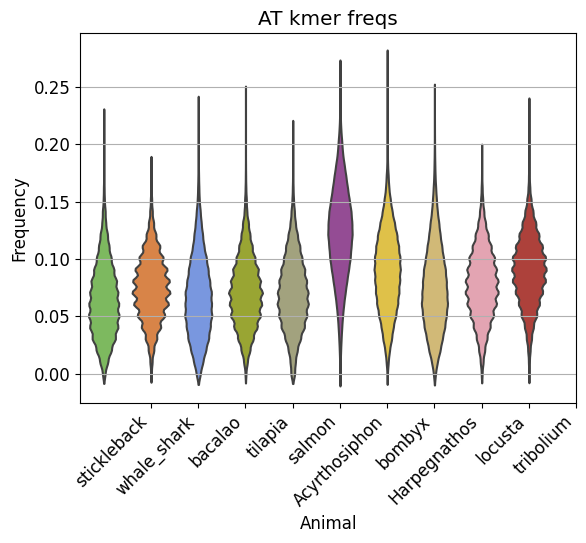 AT kmer freqs
0.25
0.20
0.15
0.10
0.05
0.00
Frequency
stickleback
whale_shark
bacalao
tilapia
salmon
Acyrthosiphon
bombyx
Harpegnathos
locusta
tribolium
Animal